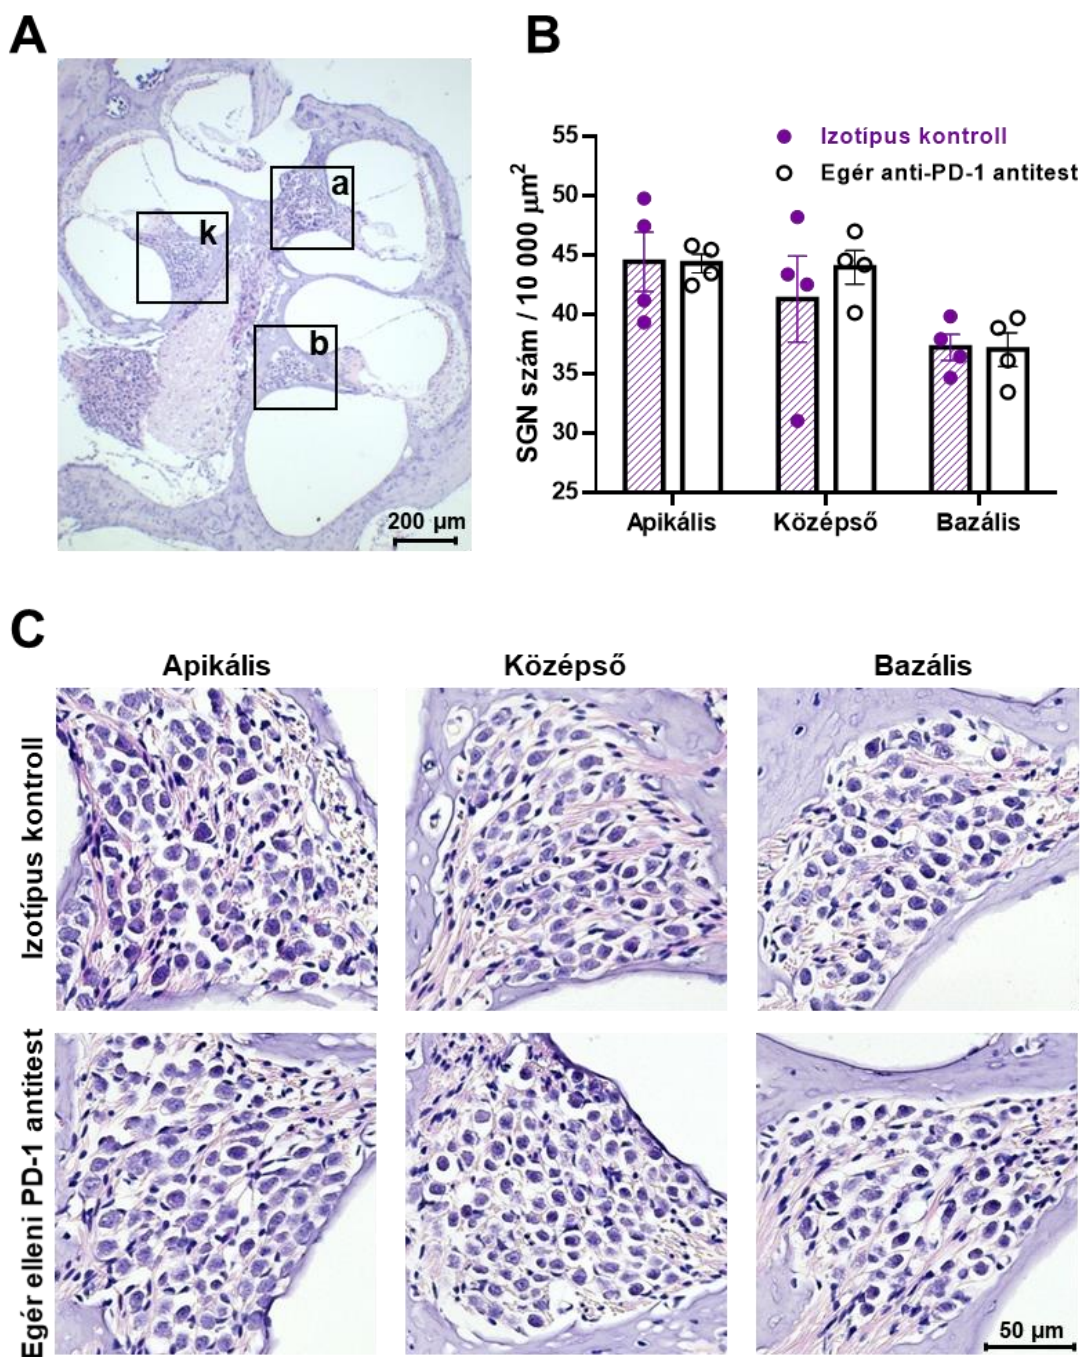 A
a
k
b
200 µm
B
55
50
45
40
35
30
25
SGN szám / 10 000 µm²
Izotípus kontroll
Egér anti-PD-1 antitest
Apikális
Középső
Bazális
C
Apikális
Középső
Bazális
Izotípus kontroll
Egér elleni PD-1 antitest
50 µm